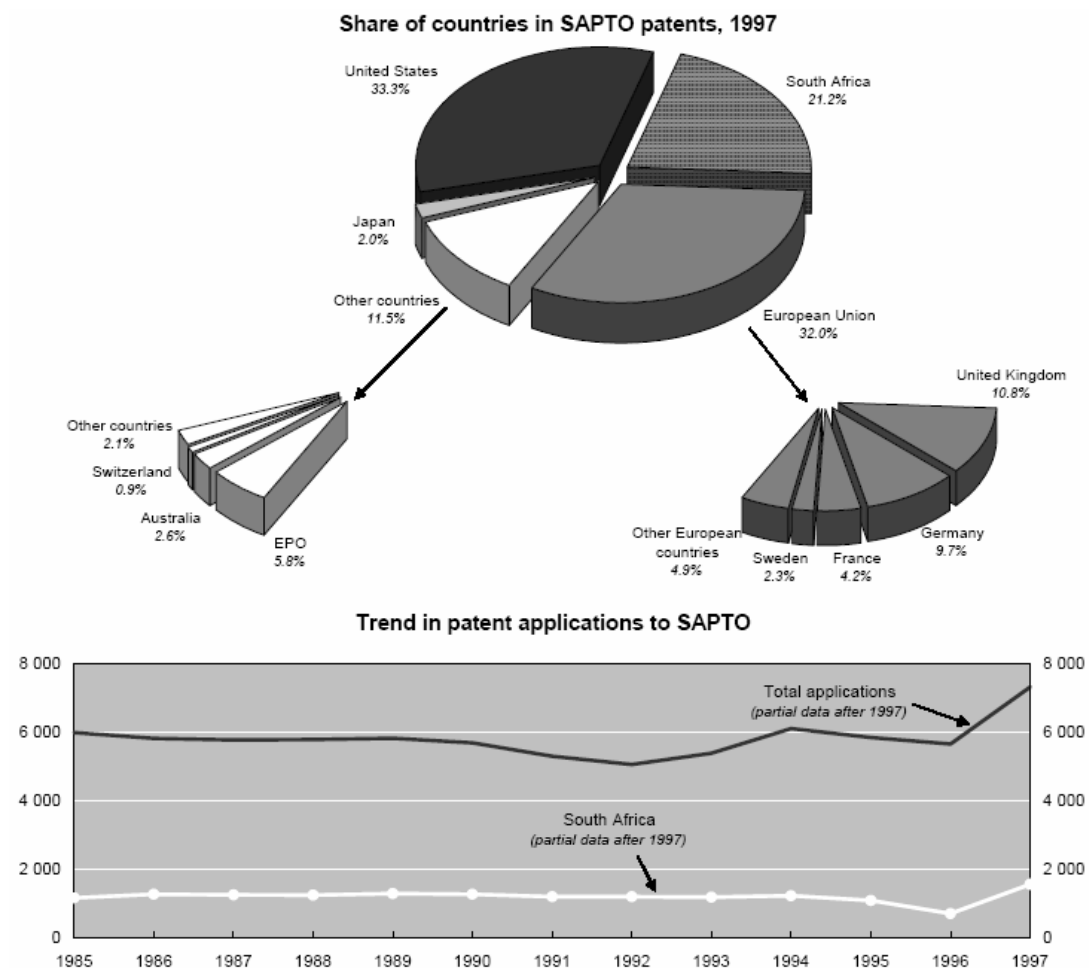 Share of countries in SAPTO patents, 1997
United States
33.3%
South Africa
21.2%
Japan
2.0%
Other countries
11.5%
European Union
32.0%
United Kingdom
10.8%
Other countries
2.1%
Switzerland
0.9%
Australia
2.6%
EPO
5.8%
Other European
countries
4.9%
Sweden
2.3%
France
4.2%
Germany
9.7%
Trend in patent applications to SAPTO
8 000
8 000
Total applications
(partial data after 1997)
6 000
6 000
4 000
4 000
South Africa
(partial data after 1997)
2 000
2 000
0
0
1985 1986 1987 1988 1989 1990 1991 1992 1993 1994 1995 1996 1997